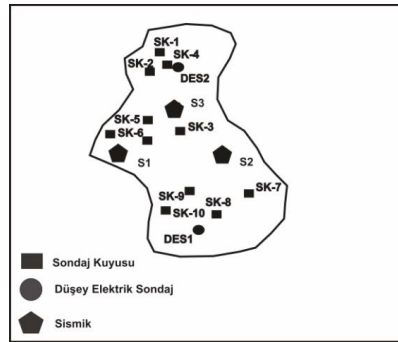 SK-1
SK-4
SK-2
DES2
S3
SK-5
SK-3
SK-6
S1
S2
SK-9
SK-7
SK-8
SK-10
DES1
Sondaj Kuyusu
Düşey Elektrik Sondaj
Sismik